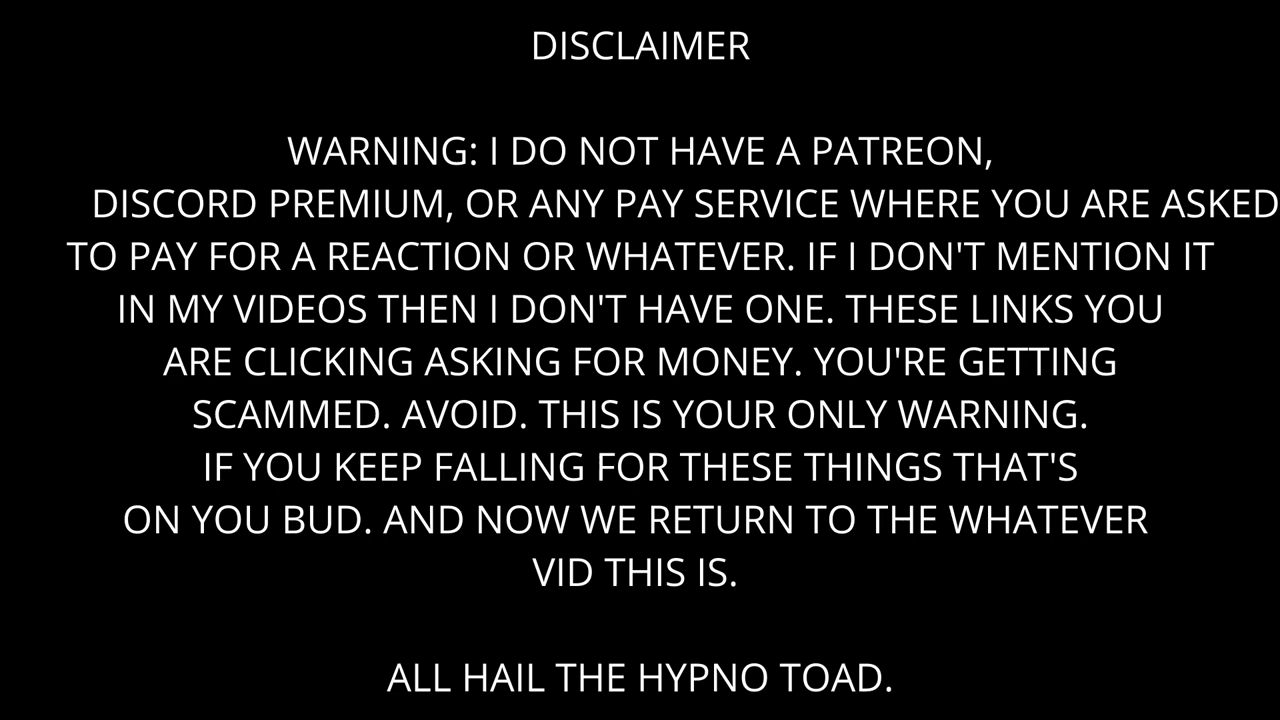 DISCLAIMER
WARNING: I DO NOT HAVE A PATREON,
DISCORD PREMIUM, OR ANY PAY SERVICE WHERE YOU ARE ASKED
TO PAY FOR A REACTION OR WHATEVER. IF I DON'T MENTION IT
IN MY VIDEOS THEN I DON'T HAVE ONE. THESE LINKS YOU
ARE CLICKING ASKING FOR MONEY. YOU'RE GETTING
SCAMMED. AVOID. THIS IS YOUR ONLY WARNING.
IF YOU KEEP FALLING FOR THESE THINGS THAT'S
ON YOU BUD. AND NOW WE RETURN TO THE WHATEVER
VID THIS IS.
ALL HAIL THE HYPNO TOAD.